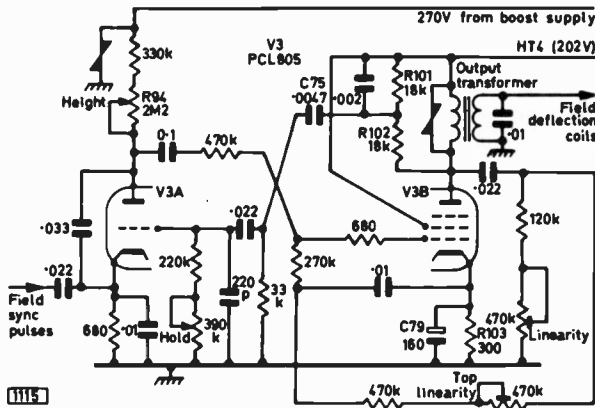 270V from boost supply
HT4 (202V)
330k
V3
PCL805
C75
.0047
.002
R101
18k
Output
transformer
Height
R94
2M2
0·1
470k
R102
18k
.01
Field
deflection
coils
V3A
V3B
.022
.033
.022
680
120k
.022
220k
220
p
33
k
270k
.01
Field
sync
pulses
680
.01
Hold
390
k
C79
160
R103
300
470k
Linearity
1115
470k
Top
linearity
470k